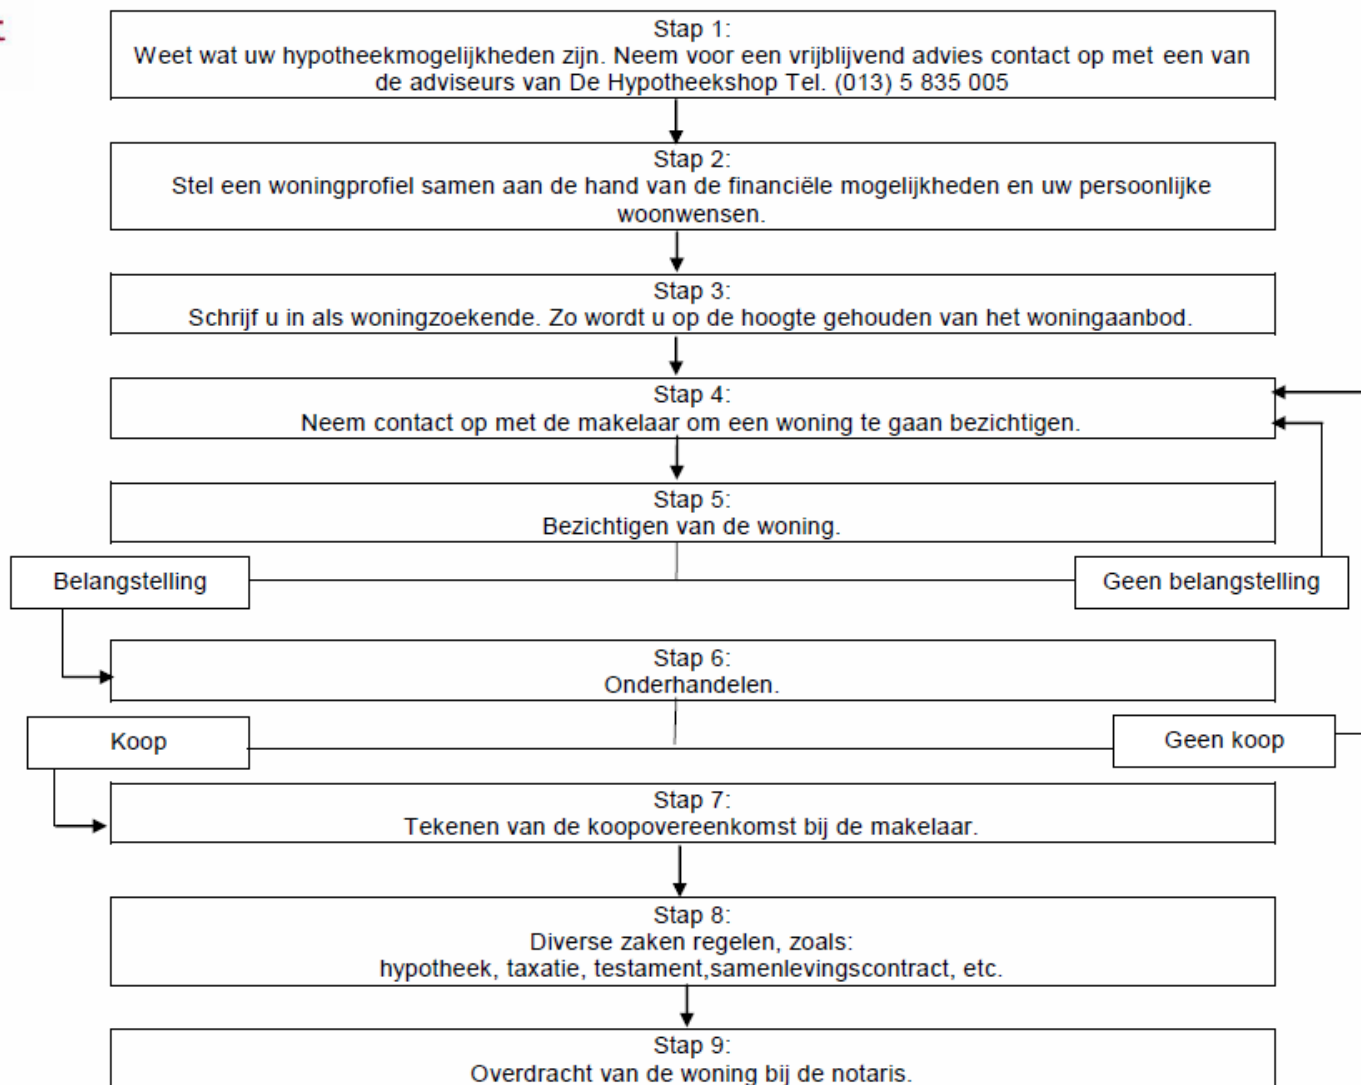 Stap 1:
Weet wat uw hypotheekmogelijkheden zijn. Neem voor een vrijblijvend advies contact op met een van
de adviseurs van De Hypotheekshop Tel. (013) 5 835 005
Stap 2:
Stel een woningprofiel samen aan de hand van de financiële mogelijkheden en uw persoonlijke
woonwensen.
Stap 3:
Schrijf u in als woningzoekende. Zo wordt u op de hoogte gehouden van het woningaanbod.
Stap 4:
Neem contact op met de makelaar om een woning te gaan bezichtigen.
Stap 5:
Bezichtigen van de woning.
Belangstelling
Geen belangstelling
Stap 6:
Onderhandelen.
Koop
Geen koop
Stap 7:
Tekenen van de koopovereenkomst bij de makelaar.
Stap 8:
Diverse zaken regelen, zoals:
hypotheek, taxatie, testament,samenlevingscontract, etc.
Stap 9:
Overdracht van de woning bij de notaris.